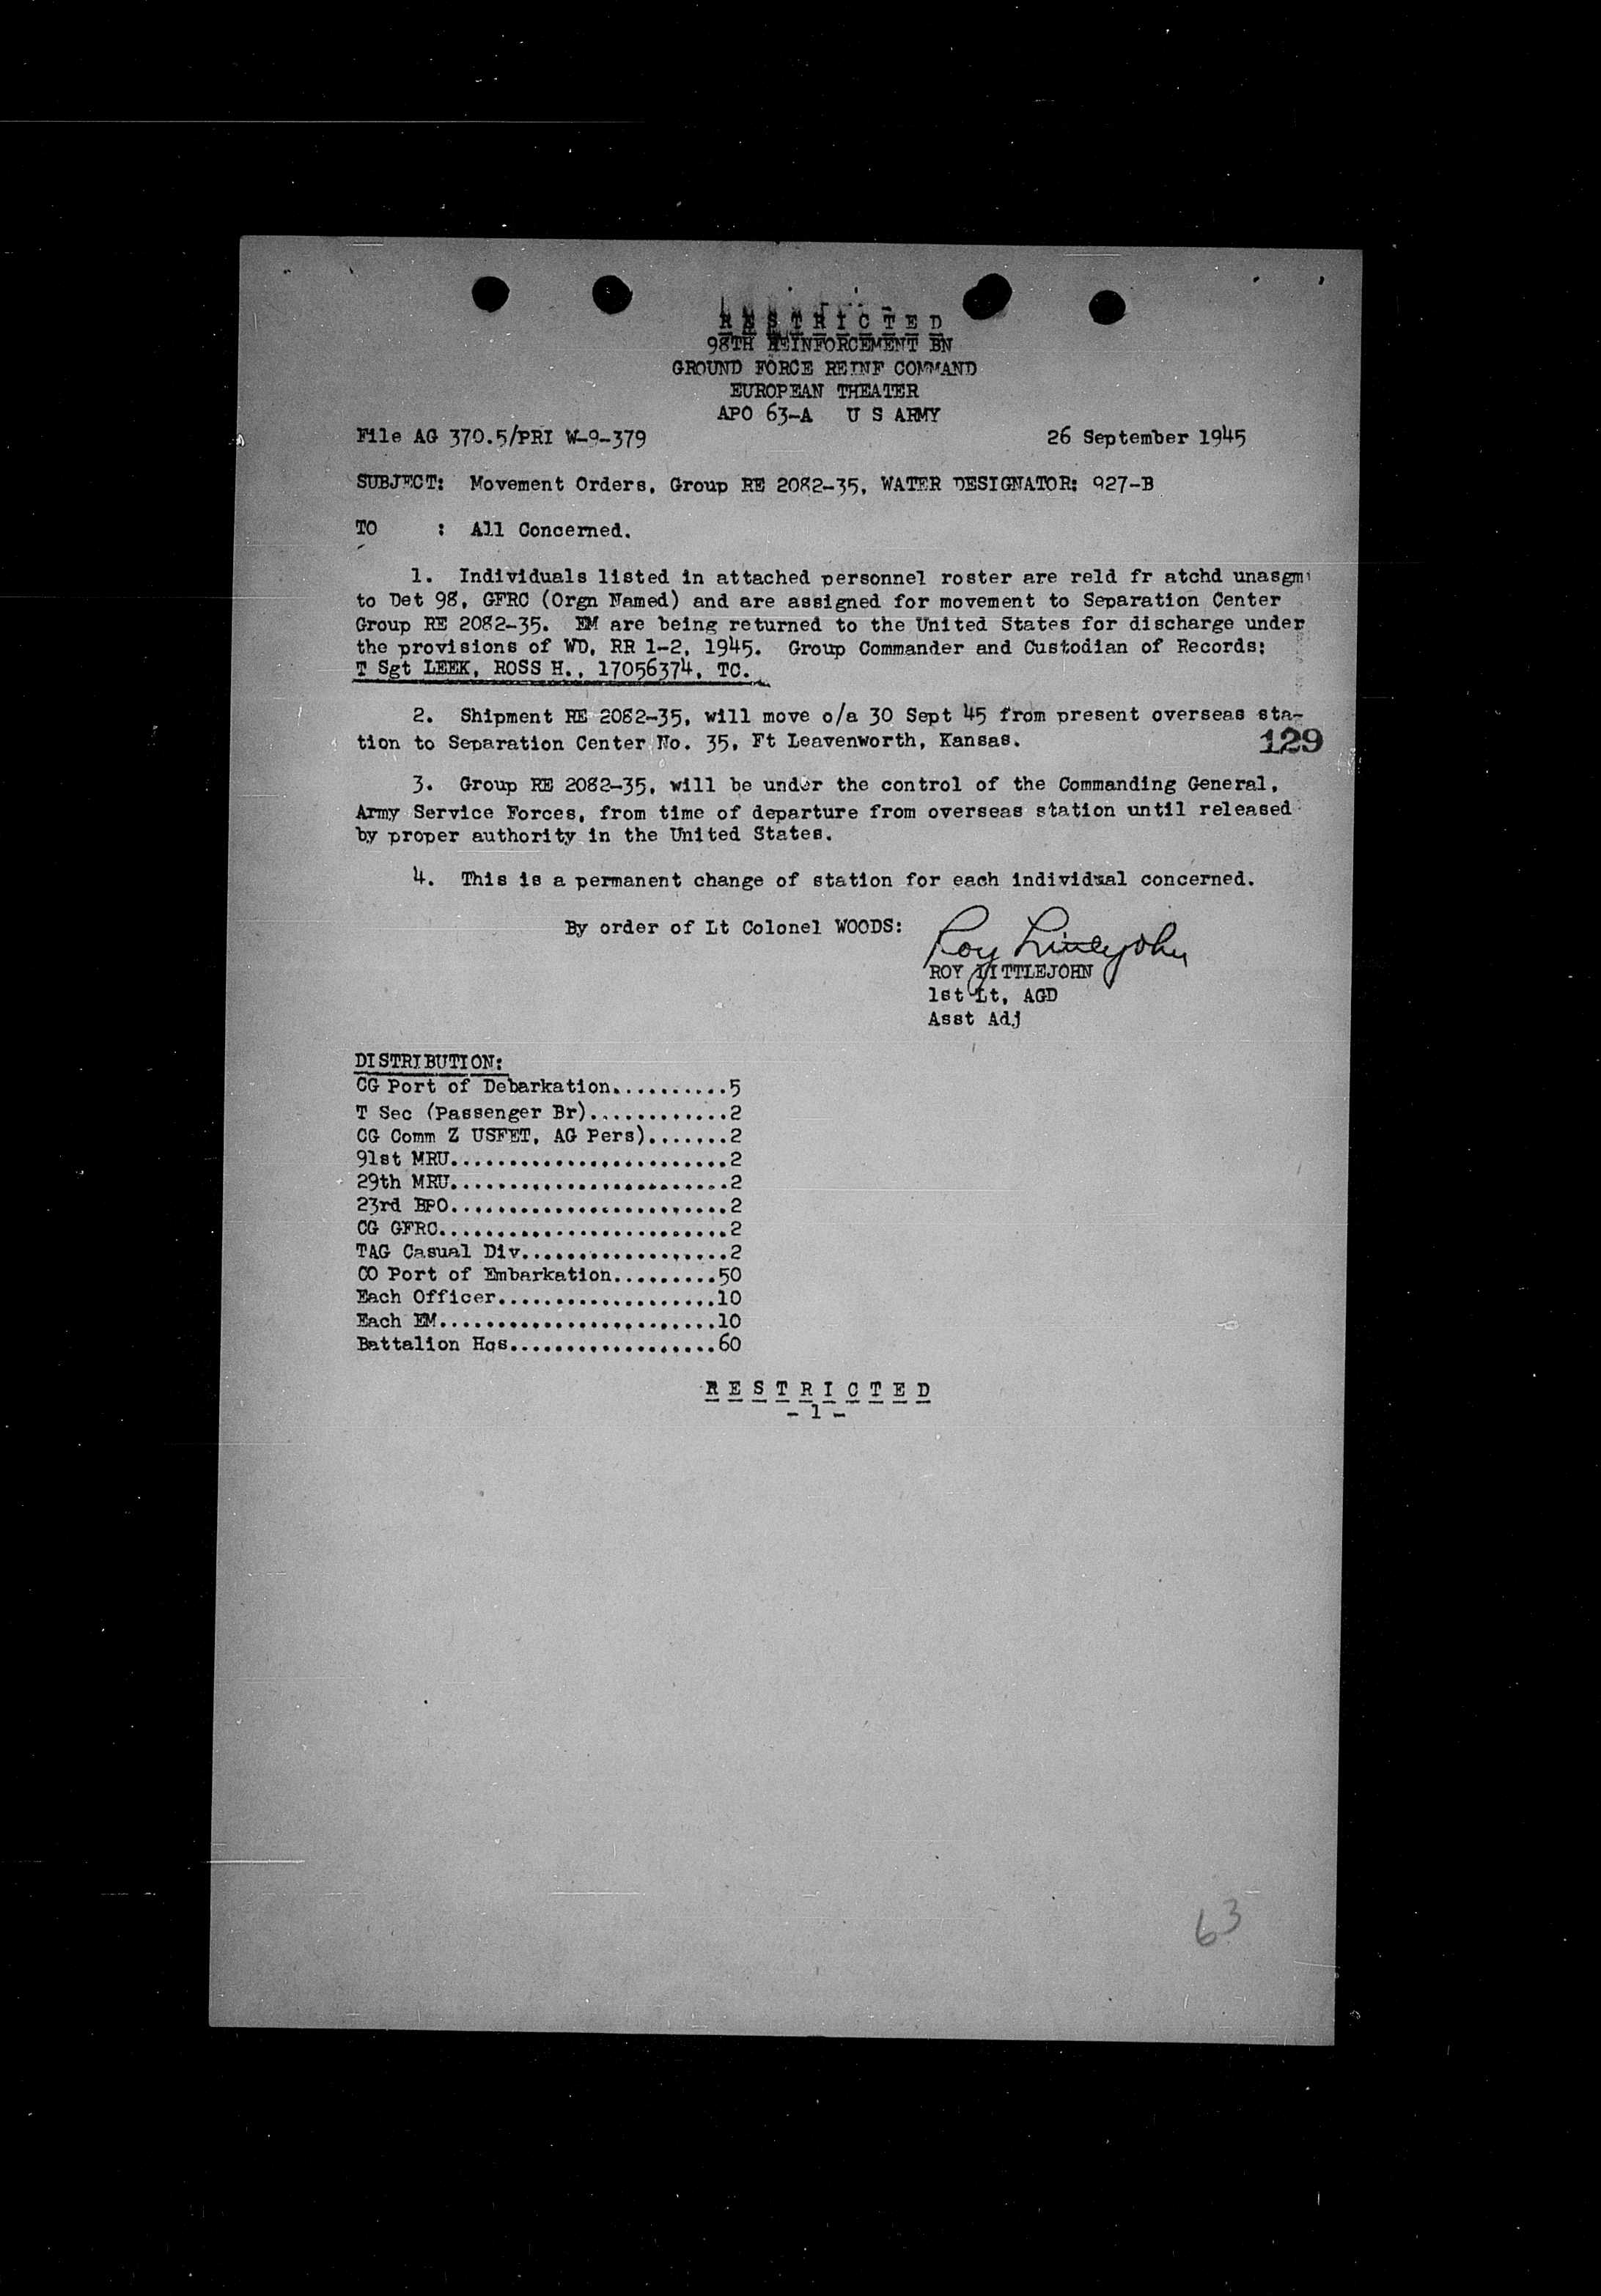 R E S T R I C T E D
98TH REINFORCEMENT BN
GROUND FORCE REINF COMMAND
EUROPEAN THEATER
APO 63-A U S ARMY
File AG 370.5/PRI W-9-379 26 September 1945
SUBJECT: Movement Orders, Group RE 2082-35, WATER DESIGNATOR: 927-B
TO : All Concerned.
1. Individuals listed in attached personnel roster are reld fr atchd unasgm
to Det 98, GFRC (Orgn Named) and are assigned for movement to Separation Center
Group RE 2082-35. EM are being returned to the United States for discharge under
the provisions of WD, RR 1-2, 1945. Group Commander and Custodian of Records:
T Sgt LEEK, ROSS H., 17056374, TC.
2. Shipment RE 2082-35, will move o/a 30 Sept 45 from present overseas sta-
tion to Separation Center No. 35, Ft Leavenworth, Kansas.
129
3. Group RE 2082-35, will be under the control of the Commanding General,
Army Service Forces, from time of departure from overseas station until released
by proper authority in the United States.
4. This is a permanent change of station for each individual concerned.
By order of Lt Colonel WOODS:
Roy Littlejohn
ROY LITTLEJOHN
1st Lt, AGD
Asst Adj
DISTRIBUTION:
CG Port of Debarkation..........5
T Sec (Passenger Br)............2
CG Comm Z USFET, AG Pers).......2
91st MRU........................2
29th MRU........................2
23rd BPO........................2
CG GFRC.........................2
TAG Casual Div..................2
CO Port of Embarkation.........50
Each Officer...................10
Each EM........................10
Battalion Hqs..................60
R E S T R I C T E D
- 1 -
63